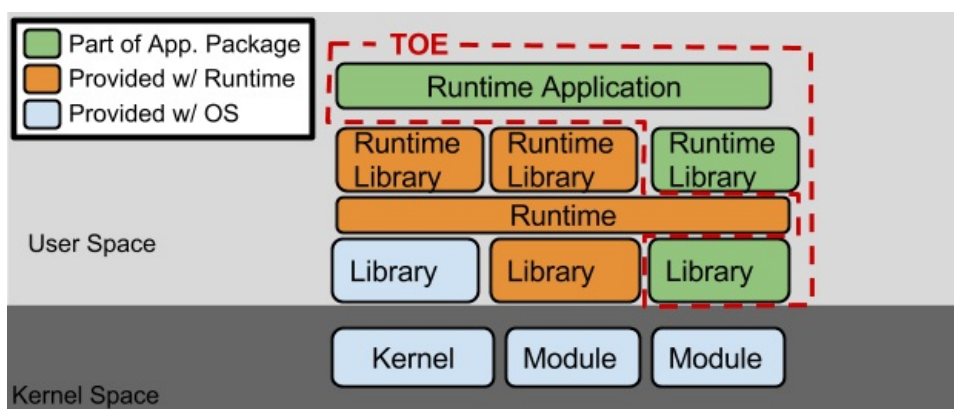 Part of App. Package
Provided w/ Runtime
Provided w/ OS
TOE
Runtime Application
Runtime
Library
Runtime
Library
Runtime
Library
Runtime
User Space
Library
Library
Library
Kernel
Module
Module
Kernel Space